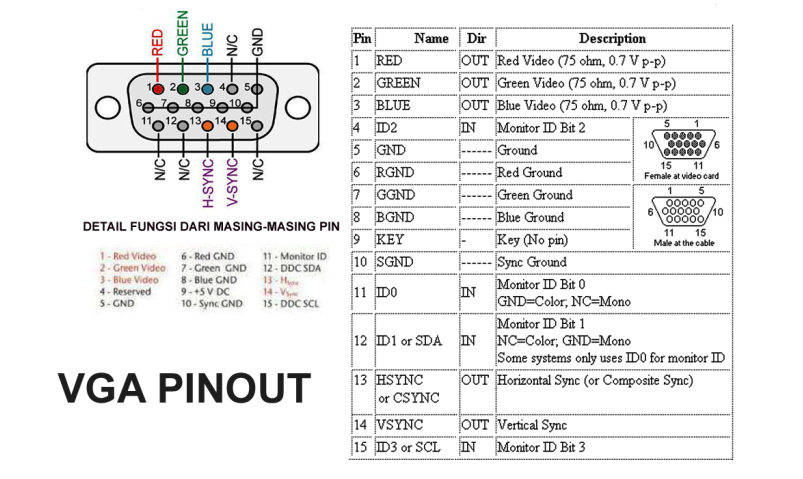 RED
GREEN
BLUE
N/C
GND
1 2 3 4 5
6 7 8 9 10
11 12 13 14 15
N/C
N/C
H-SYNC
V-SYNC
N/C
DETAIL FUNGSI DARI MASING-MASING PIN
1 - Red Video 6 - Red GND 11 - Monitor ID
2 - Green Video 7 - Green GND 12 - DDC SDA
3 - Blue Video 8 - Blue GND 13 - HSync
4 - Reserved 9 - +5 V DC 14 - VSync
5 - GND 10 - Sync GND 15 - DDC SCL
VGA PINOUT
Pin Name Dir Description
1 RED OUT Red Video (75 ohm, 0.7 V p-p)
2 GREEN OUT Green Video (75 ohm, 0.7 V p-p)
3 BLUE OUT Blue Video (75 ohm, 0.7 V p-p)
4 ID2 IN Monitor ID Bit 2
5 GND ------ Ground
6 RGND ------ Red Ground
7 GGND ------ Green Ground
8 BGND ------ Blue Ground
9 KEY - Key (No pin)
10 SGND ------ Sync Ground
11 ID0 IN Monitor ID Bit 0
GND=Color; NC=Mono
12 ID1 or SDA IN Monitor ID Bit 1
NC=Color; GND=Mono
Some systems only uses ID0 for monitor ID
13 HSYNC OUT Horizontal Sync (or Composite Sync)
or CSYNC
14 VSYNC OUT Vertical Sync
15 ID3 or SCL IN Monitor ID Bit 3
5 1
10 6
15 11
Female at video card
1 5
6 10
11 15
Male at the cable